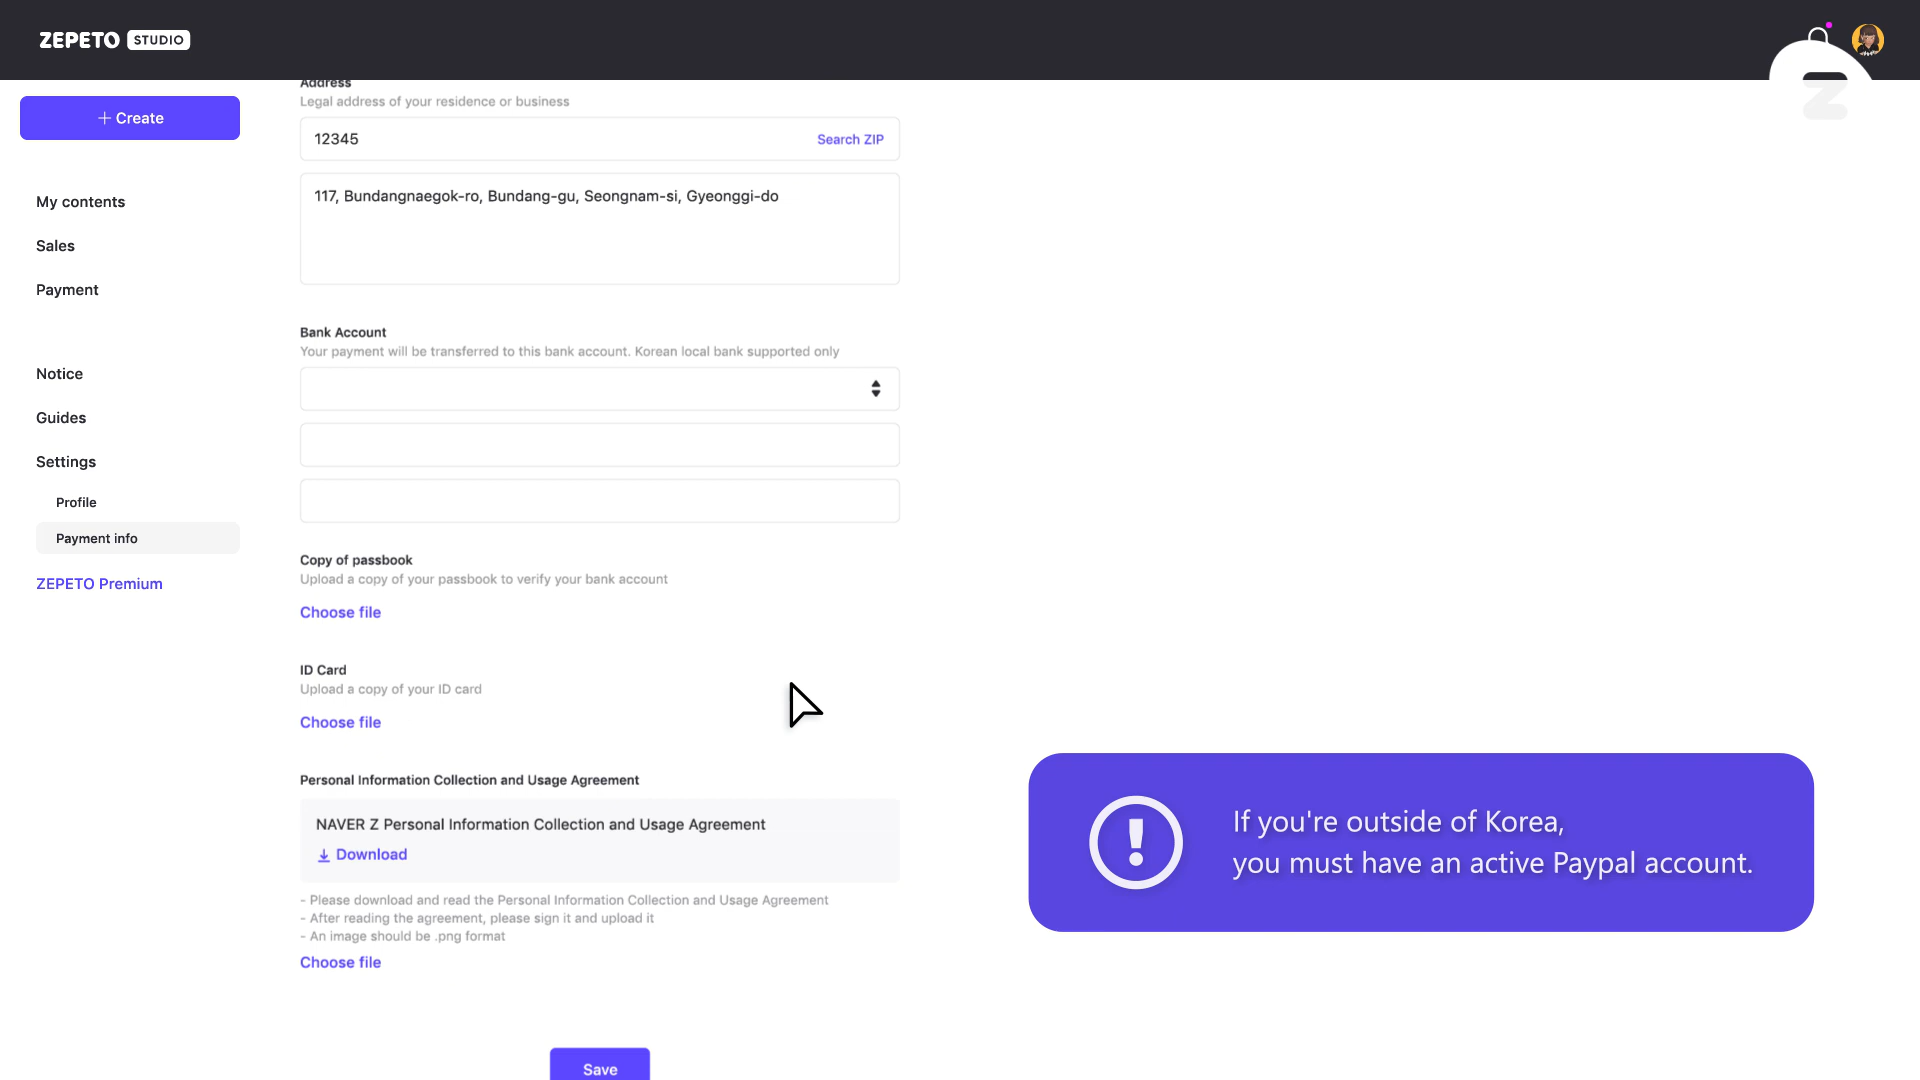 ZEPETO STUDIO
+ Create
My contents
Sales
Payment
Notice
Guides
Settings
Profile
Payment info
ZEPETO Premium
Address
Legal address of your residence or business
12345
Search ZIP
117, Bundangnaegok-ro, Bundang-gu, Seongnam-si, Gyeonggi-do
Bank Account
Your payment will be transferred to this bank account. Korean local bank supported only
Copy of passbook
Upload a copy of your passbook to verify your bank account
Choose file
ID Card
Upload a copy of your ID card
Choose file
Personal Information Collection and Usage Agreement
NAVER Z Personal Information Collection and Usage Agreement
Download
- Please download and read the Personal Information Collection and Usage Agreement
- After reading the agreement, please sign it and upload it
- An image should be .png format
Choose file
Save
Z
!
If you're outside of Korea,
you must have an active Paypal account.